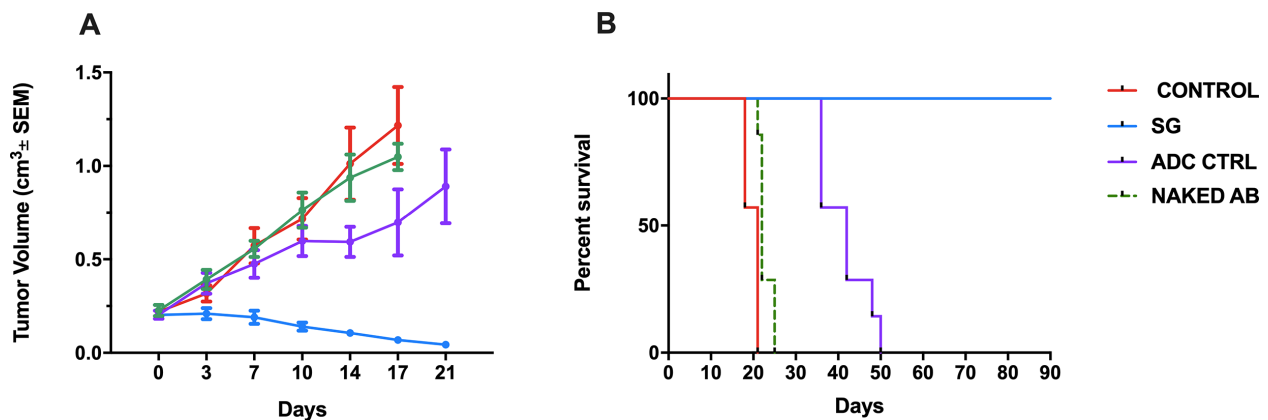 A
Tumor Volume (cm³± SEM)
1.5
1.0
0.5
0.0
0 3 7 10 14 17 21
Days
B
Percent survival
100
50
0
0 10 20 30 40 50 60 70 80 90
Days
CONTROL
SG
ADC CTRL
NAKED AB